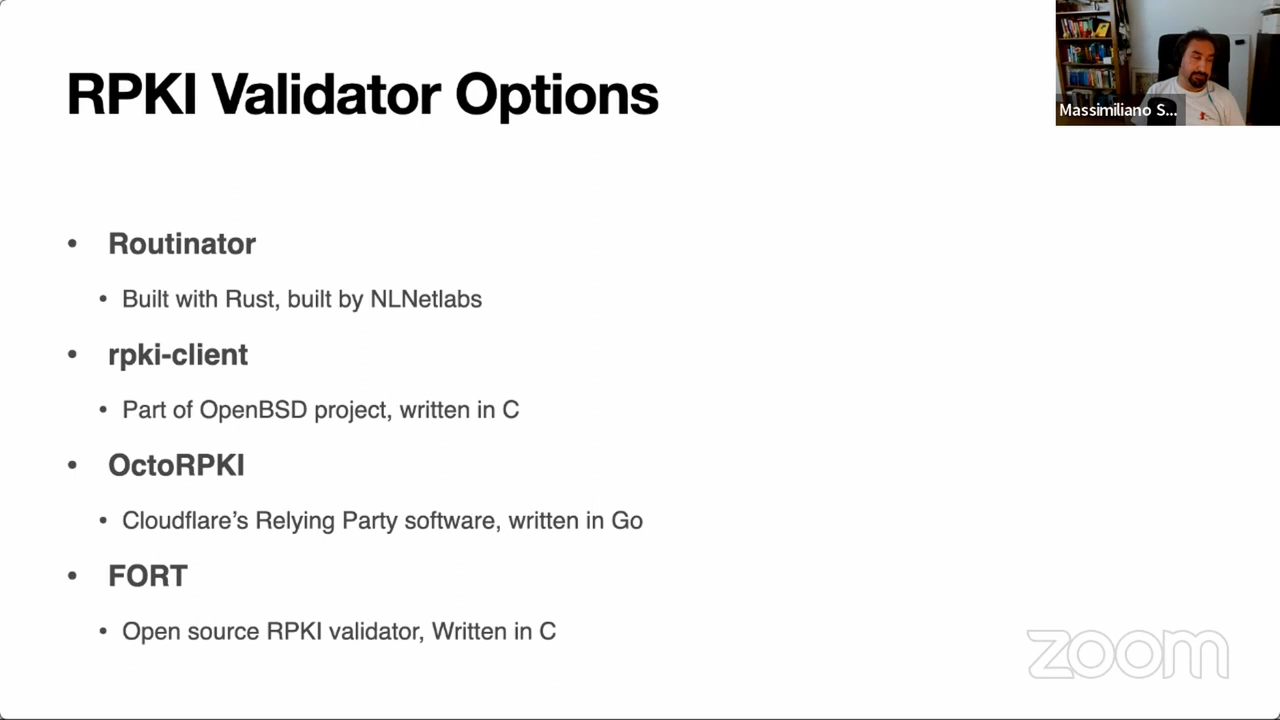 RPKI Validator Options
Massimiliano S...
• Routinator
• Built with Rust, built by NLNetlabs
• rpki-client
• Part of OpenBSD project, written in C
• OctoRPKI
• Cloudflare’s Relying Party software, written in Go
• FORT
• Open source RPKI validator, Written in C
zoom